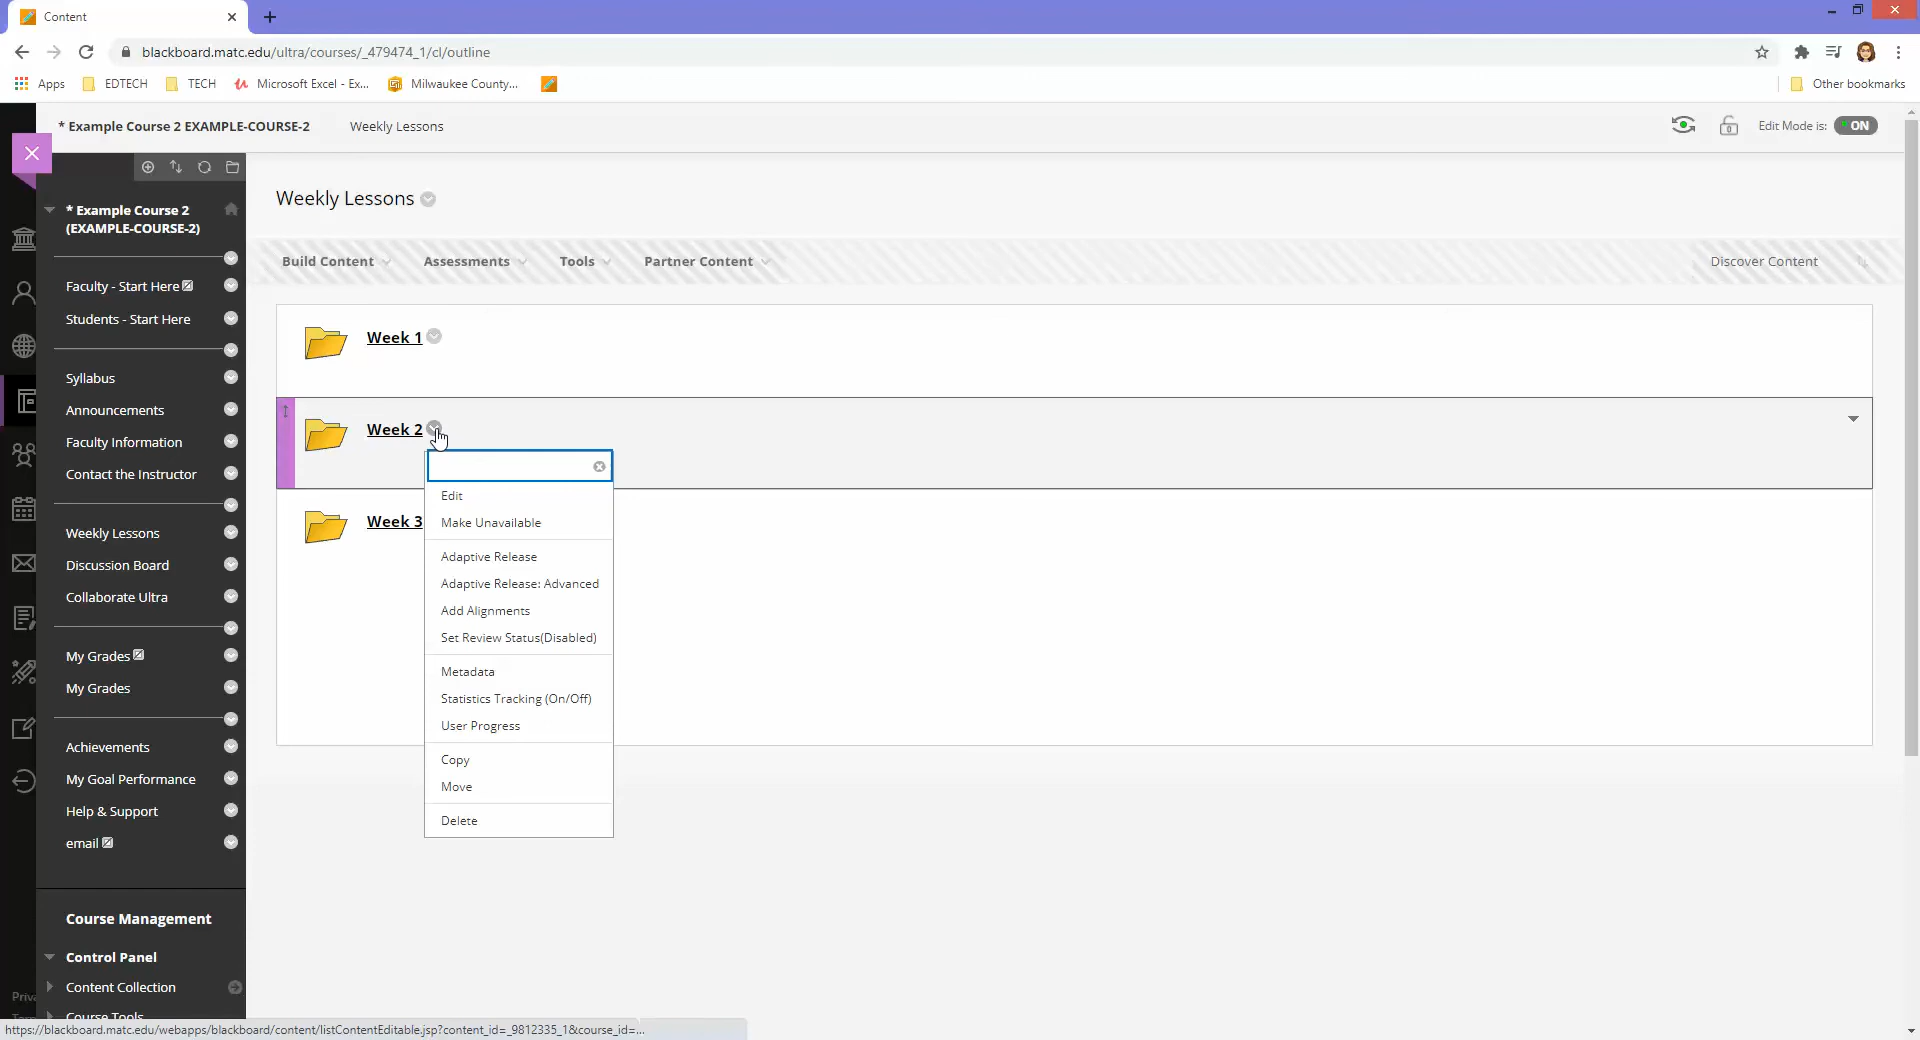 Content
blackboard.matc.edu/ultra/courses/_479474_1/cl/outline
Apps
EDTECH
TECH
Microsoft Excel - Ex...
Milwaukee County...
Other bookmarks
* Example Course 2 EXAMPLE-COURSE-2
Weekly Lessons
Edit Mode is:
ON
* Example Course 2
(EXAMPLE-COURSE-2)
Faculty - Start Here
Students - Start Here
Syllabus
Announcements
Faculty Information
Contact the Instructor
Weekly Lessons
Discussion Board
Collaborate Ultra
My Grades
My Grades
Achievements
My Goal Performance
Help & Support
email
Course Management
Control Panel
Content Collection
Course Tools
Weekly Lessons
Build Content
Assessments
Tools
Partner Content
Discover Content
Week 1
Week 2
Week 3
Edit
Make Unavailable
Adaptive Release
Adaptive Release: Advanced
Add Alignments
Set Review Status(Disabled)
Metadata
Statistics Tracking (On/Off)
User Progress
Copy
Move
Delete
https://blackboard.matc.edu/webapps/blackboard/content/listContentEditable.jsp?content_id=_9812335_1&course_id=...